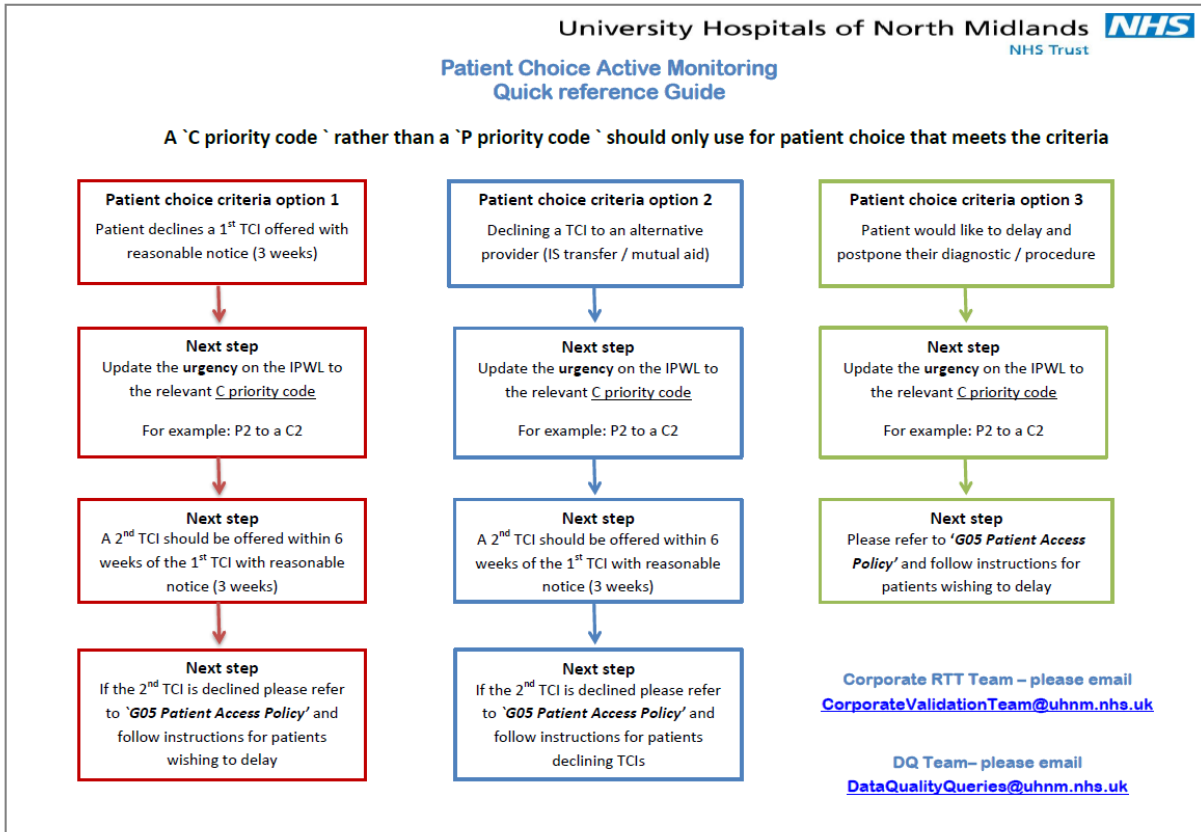 University Hospitals of North Midlands NHS
NHS Trust
Patient Choice Active Monitoring
Quick reference Guide
A `C priority code ` rather than a `P priority code ` should only use for patient choice that meets the criteria
Patient choice criteria option 1
Patient declines a 1st TCI offered with
reasonable notice (3 weeks)
Next step
Update the urgency on the IPWL to
the relevant C priority code
For example: P2 to a C2
Next step
A 2nd TCI should be offered within 6
weeks of the 1st TCI with reasonable
notice (3 weeks)
Next step
If the 2nd TCI is declined please refer
to `G05 Patient Access Policy’ and
follow instructions for patients
wishing to delay
Patient choice criteria option 2
Declining a TCI to an alternative
provider (IS transfer / mutual aid)
Next step
Update the urgency on the IPWL to
the relevant C priority code
For example: P2 to a C2
Next step
A 2nd TCI should be offered within 6
weeks of the 1st TCI with reasonable
notice (3 weeks)
Next step
If the 2nd TCI is declined please refer
to `G05 Patient Access Policy’ and
follow instructions for patients
declining TCIs
Patient choice criteria option 3
Patient would like to delay and
postpone their diagnostic / procedure
Next step
Update the urgency on the IPWL to
the relevant C priority code
For example: P2 to a C2
Next step
Please refer to ‘G05 Patient Access
Policy’ and follow instructions for
patients wishing to delay
Corporate RTT Team – please email
CorporateValidationTeam@uhnm.nhs.uk
DQ Team– please email
DataQualityQueries@uhnm.nhs.uk